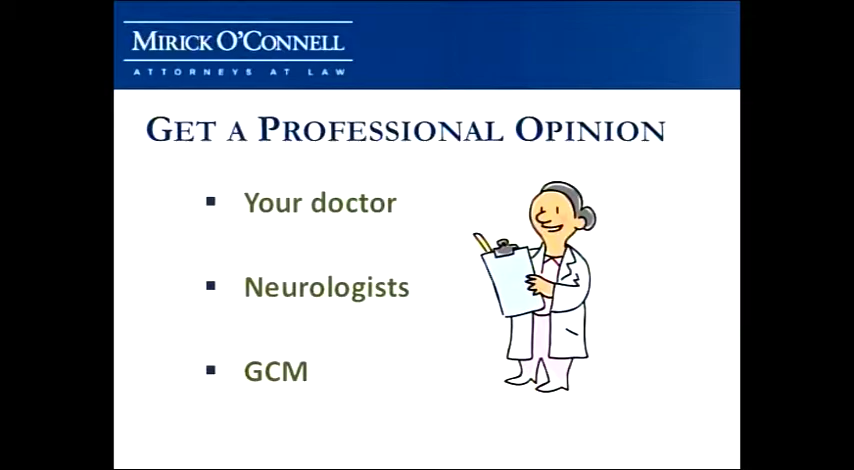 MIRICK O'CONNELL
ATTORNEYS AT LAW
GET A PROFESSIONAL OPINION
▪ Your doctor
▪ Neurologists
▪ GCM